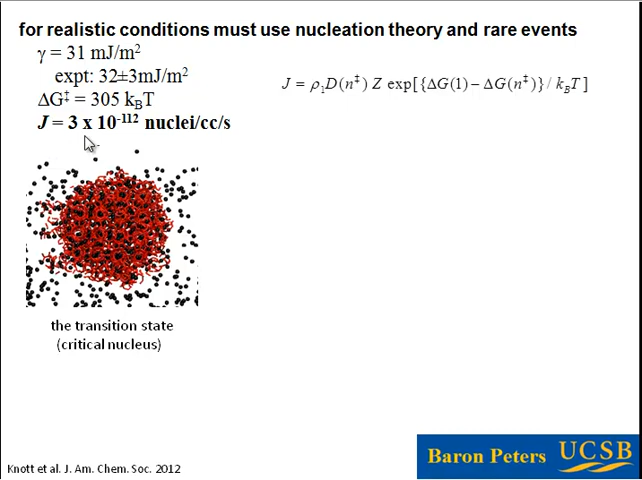 for realistic conditions must use nucleation theory and rare events
γ = 31 mJ/m²
expt: 32±3mJ/m²
ΔG‡ = 305 k_BT
J = 3 x 10⁻¹¹² nuclei/cc/s
J = ρ₁D(n‡) Z exp[{ΔG(1)−ΔG(n‡)}/ k_BT]
the transition state
(critical nucleus)
Knott et al. J. Am. Chem. Soc. 2012
Baron Peters UCSB